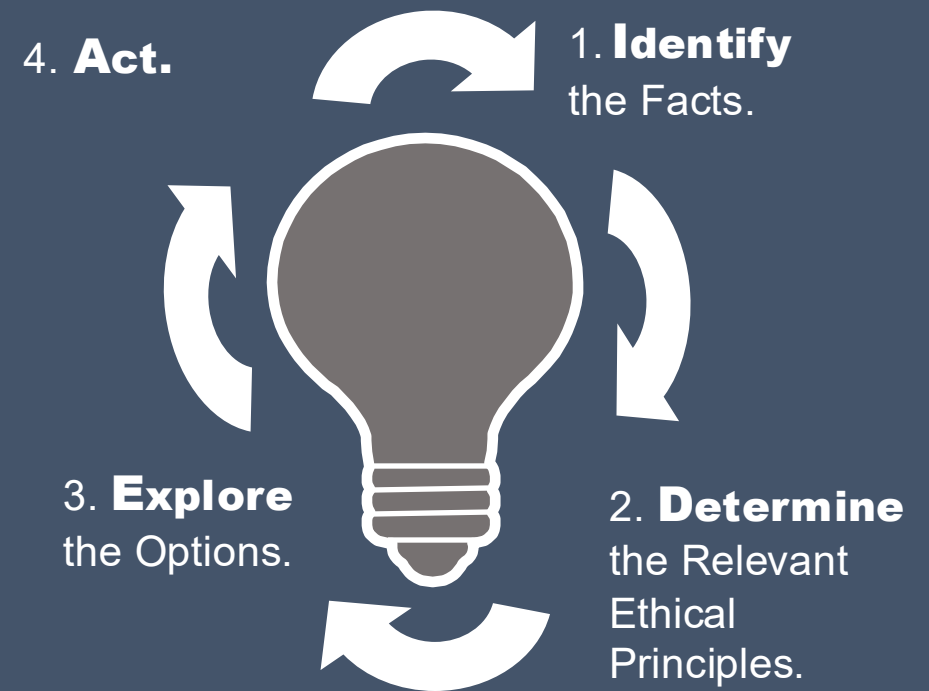 1. Identify
the Facts.
2. Determine
the Relevant
Ethical
Principles.
3. Explore
the Options.
4. Act.